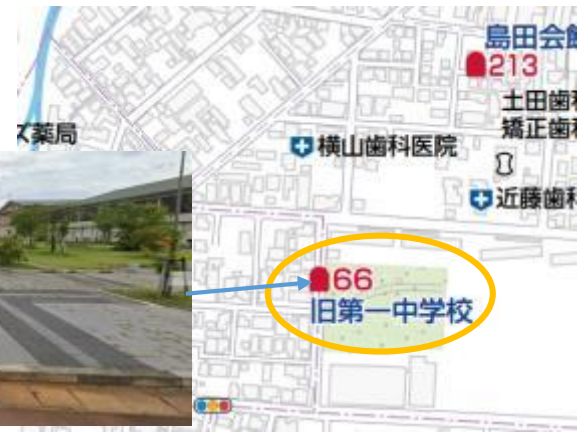 島田会館
213
土田歯科
矯正歯科
ズ薬局
横山歯科医院
近藤歯科
66
旧第一中学校